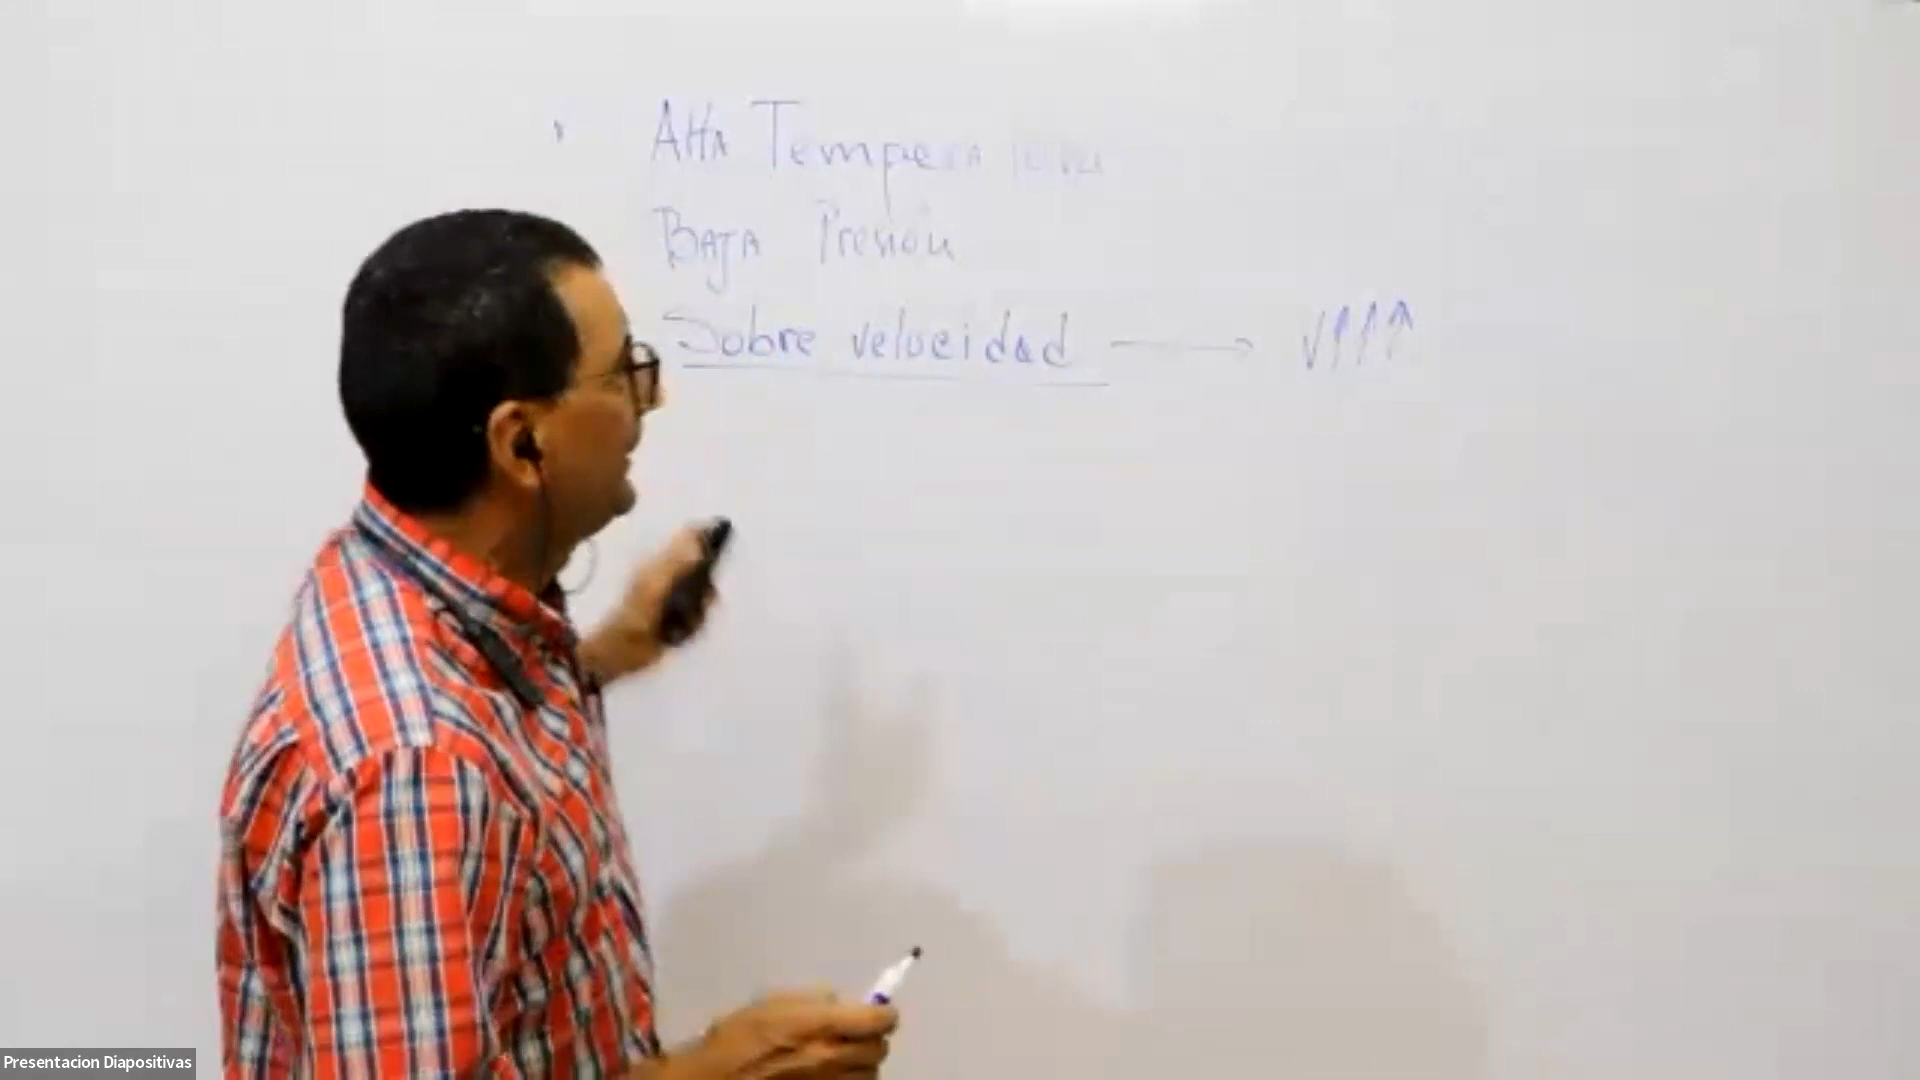 Alta Temperatura
Baja Presión
Sobre velocidad → V↑↑↑
Presentacion Diapositivas